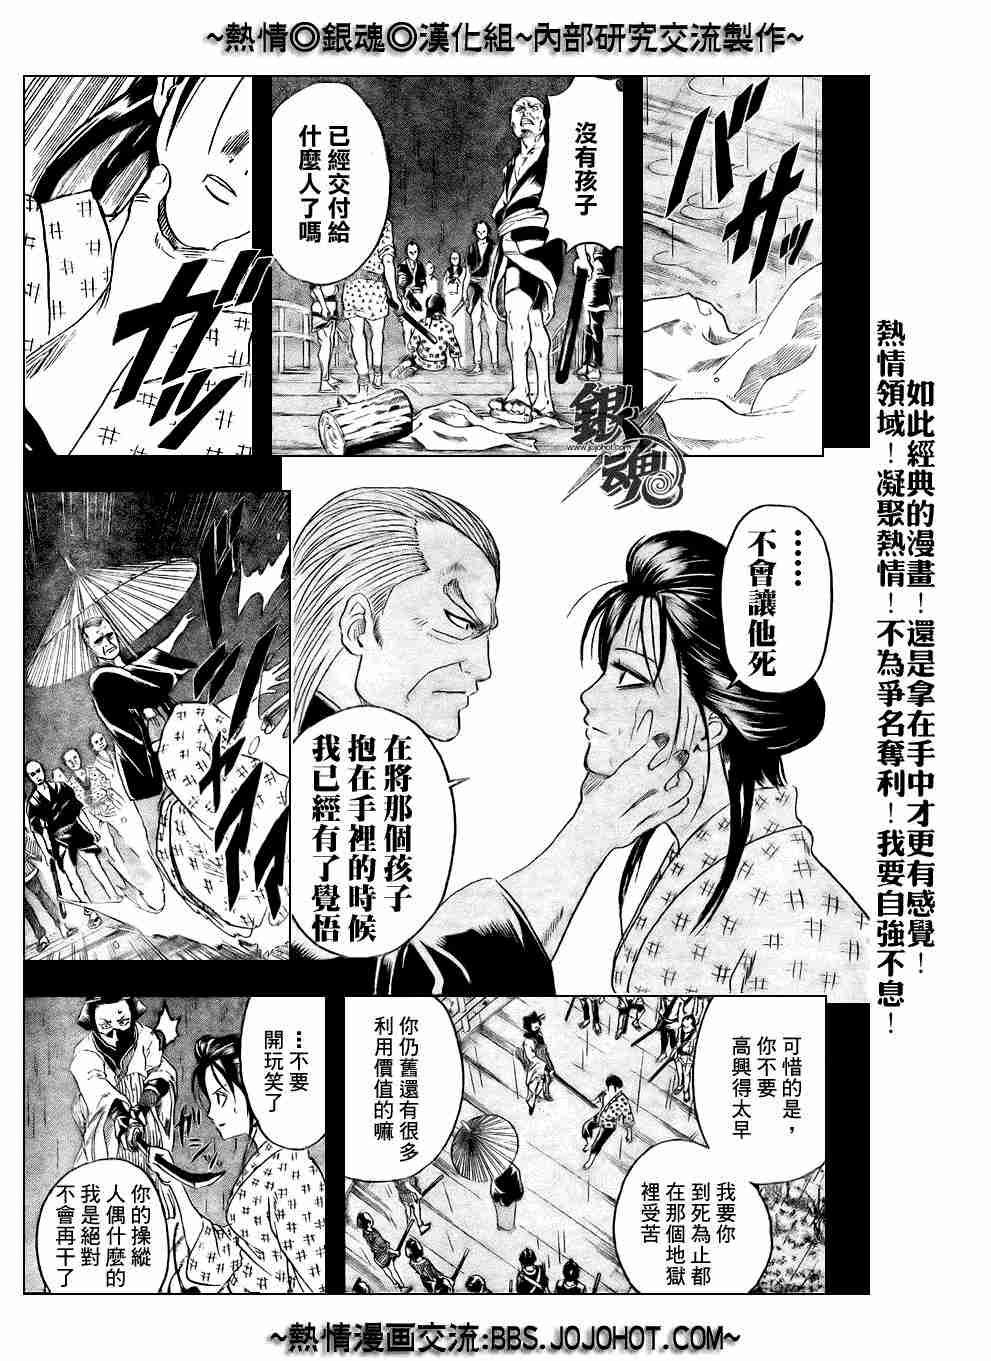 ~熱情◎銀魂◎漢化組~內部研究交流製作~
バサッ
沒有孩子
已經交付給
什麼人了嗎
ガッ
銀魂
www.jojohot.com
……
不會讓他死
在將那個孩子
抱在手裡的時候
我已經有了覺悟
ドッ
可惜的是，
你不要
高興得太早
我要你
到死為止都
在那個地獄
裡受苦
你仍舊還有很多
利用價值的嘛
…不要
開玩笑了
你的操縱
人偶什麼的
我是絕對
不會再干了
如此經典的漫畫！還是拿在手中才更有感覺！
熱情領域！凝聚熱情！不為爭名奪利！我要自強不息！
~熱情漫画交流:BBS.JOJOHOT.COM~